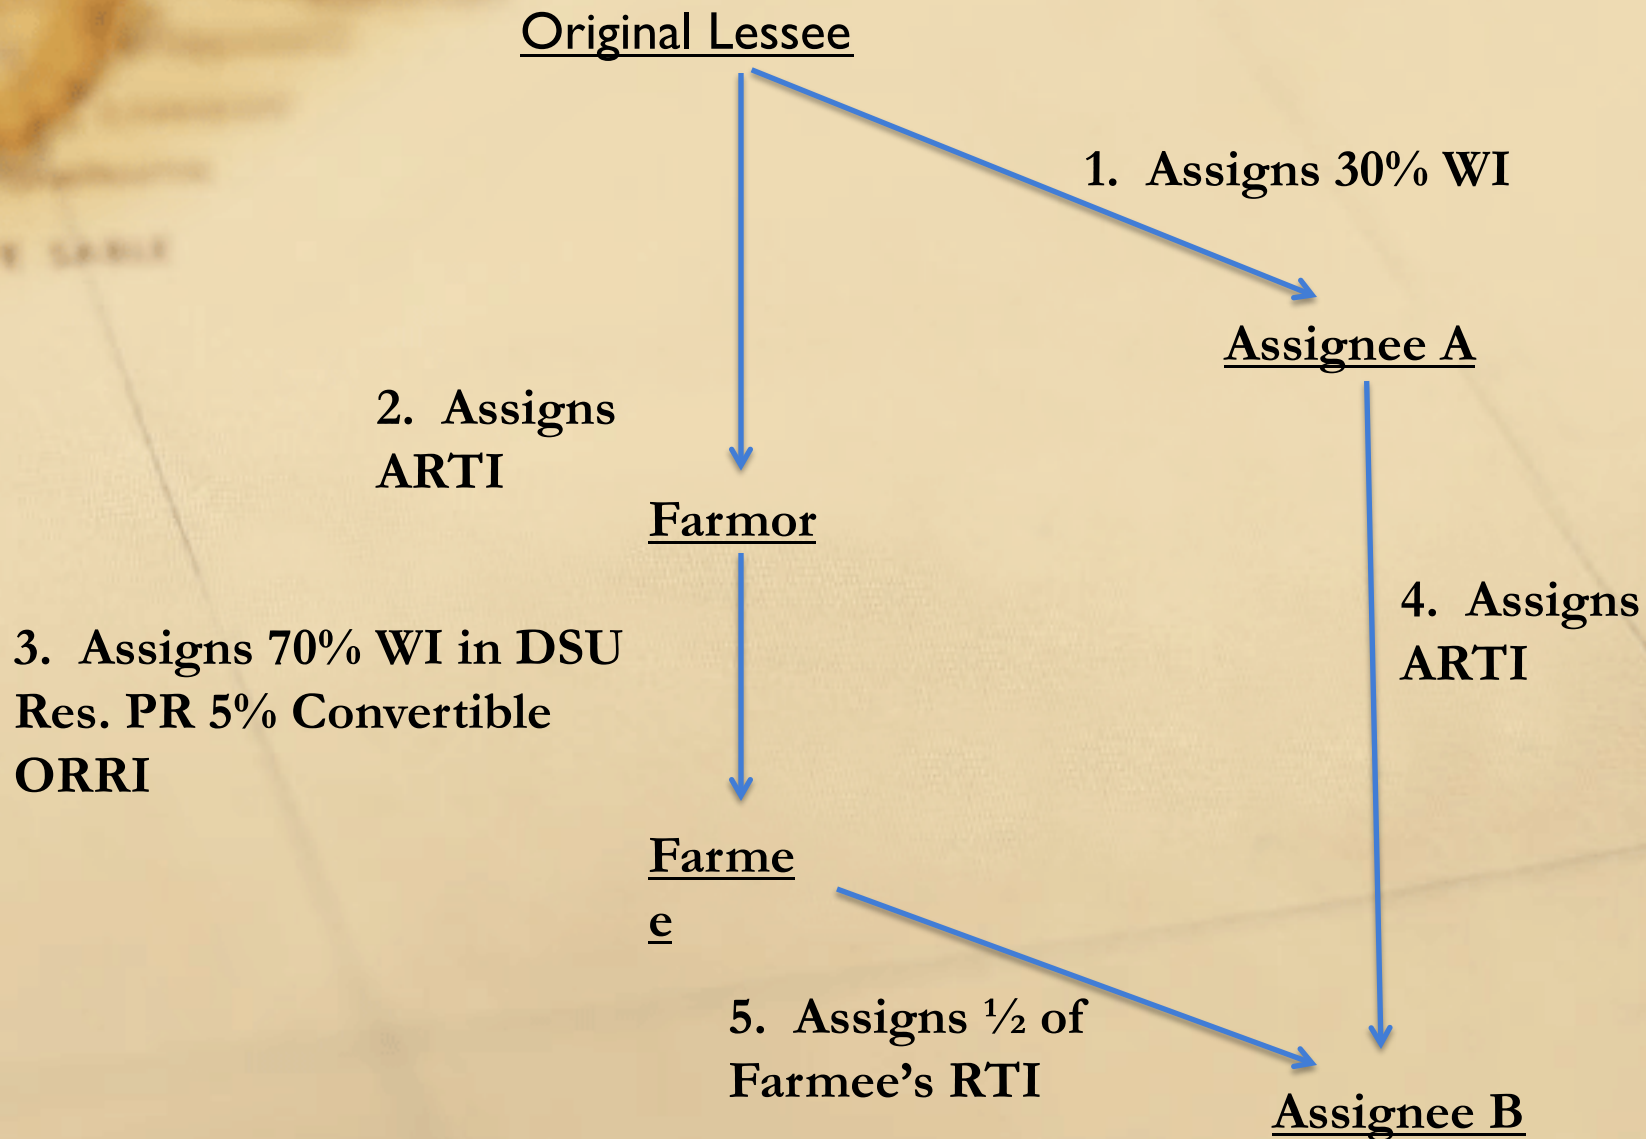 Original Lessee
1. Assigns 30% WI
Assignee A
2. Assigns
ARTI
Farmor
4. Assigns
ARTI
3. Assigns 70% WI in DSU
Res. PR 5% Convertible
ORRI
Farme
e
5. Assigns ½ of
Farmee’s RTI
Assignee B